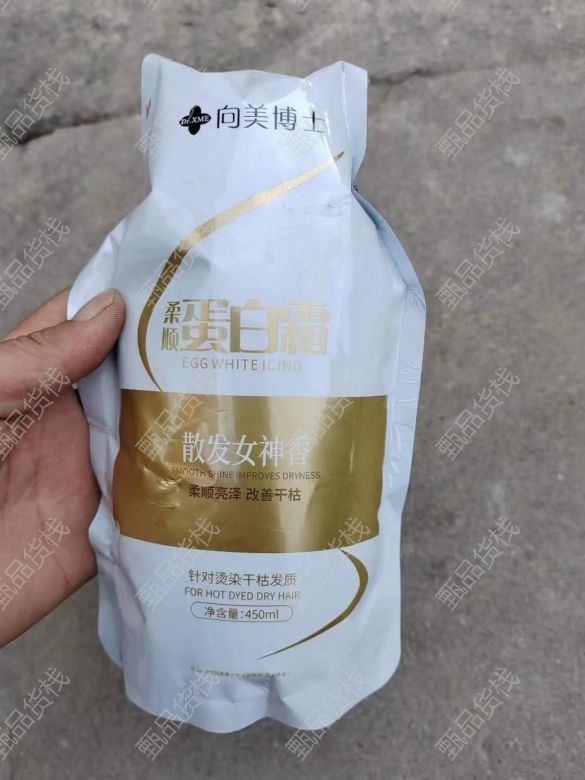 Dr.XME 向美博士
柔顺 蛋白霜
EGG WHITE ICING
散发女神香
SMOOTH SHINE IMPROVES DRYNESS
柔顺亮泽 改善干枯
针对烫染干枯发质
FOR HOT DYED DRY HAIR
净含量:450ml
甄品货栈